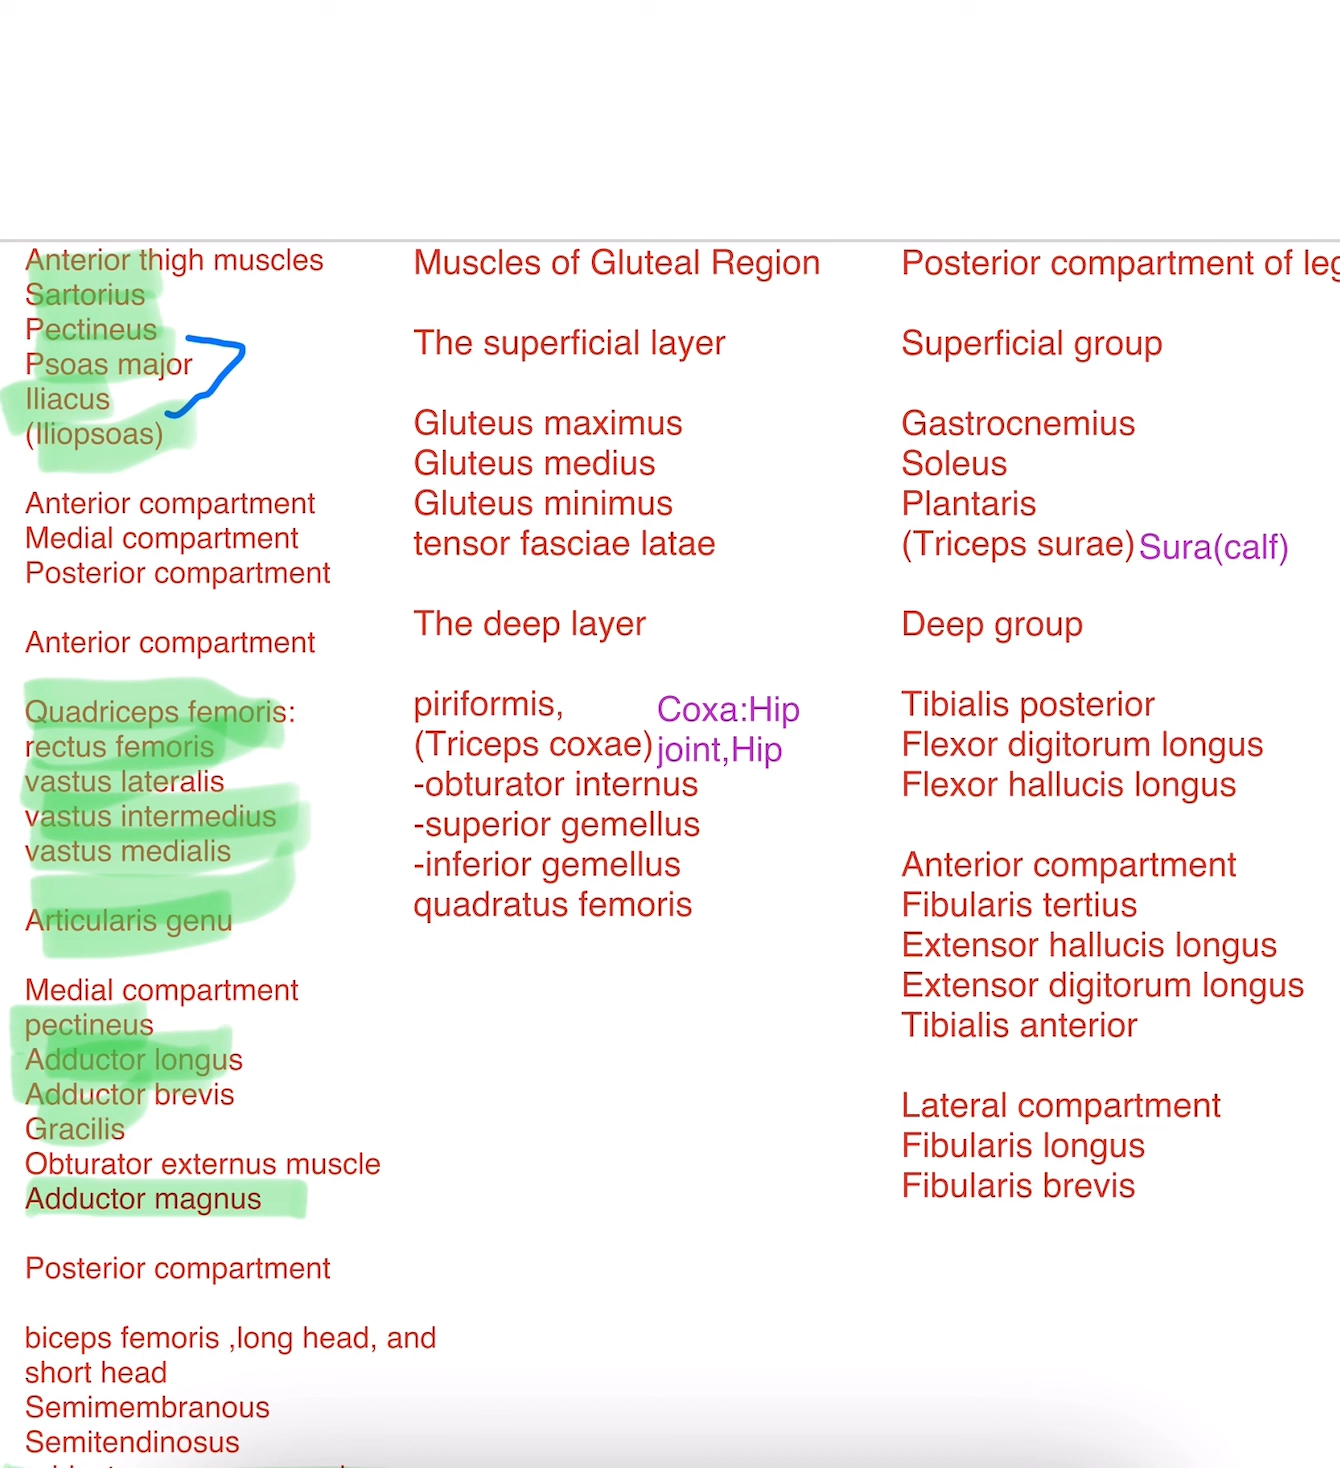 Anterior thigh muscles
Sartorius
Pectineus
Psoas major
Iliacus
(Iliopsoas)
Anterior compartment
Medial compartment
Posterior compartment
Anterior compartment
Quadriceps femoris:
rectus femoris
vastus lateralis
vastus intermedius
vastus medialis
Articularis genu
Medial compartment
pectineus
Adductor longus
Adductor brevis
Gracilis
Obturator externus muscle
Adductor magnus
Posterior compartment
biceps femoris ,long head, and
short head
Semimembranous
Semitendinosus
Muscles of Gluteal Region
The superficial layer
Gluteus maximus
Gluteus medius
Gluteus minimus
tensor fasciae latae
The deep layer
piriformis,
(Triceps coxae)
Coxa:Hip
joint,Hip
-obturator internus
-superior gemellus
-inferior gemellus
quadratus femoris
Posterior compartment of leg
Superficial group
Gastrocnemius
Soleus
Plantaris
(Triceps surae) Sura(calf)
Deep group
Tibialis posterior
Flexor digitorum longus
Flexor hallucis longus
Anterior compartment
Fibularis tertius
Extensor hallucis longus
Extensor digitorum longus
Tibialis anterior
Lateral compartment
Fibularis longus
Fibularis brevis